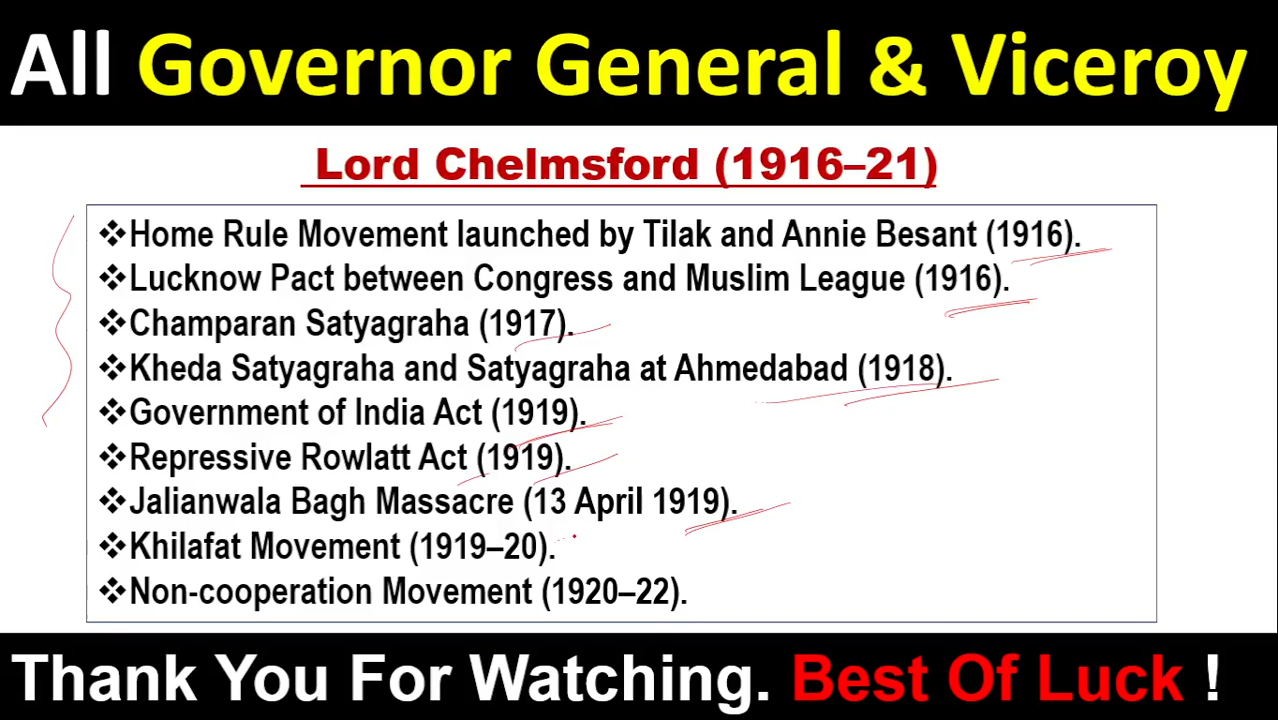 All Governor General & Viceroy
Lord Chelmsford (1916–21)
❖Home Rule Movement launched by Tilak and Annie Besant (1916).
❖Lucknow Pact between Congress and Muslim League (1916).
❖Champaran Satyagraha (1917).
❖Kheda Satyagraha and Satyagraha at Ahmedabad (1918).
❖Government of India Act (1919).
❖Repressive Rowlatt Act (1919).
❖Jalianwala Bagh Massacre (13 April 1919).
❖Khilafat Movement (1919–20).
❖Non-cooperation Movement (1920–22).
Thank You For Watching. Best Of Luck !